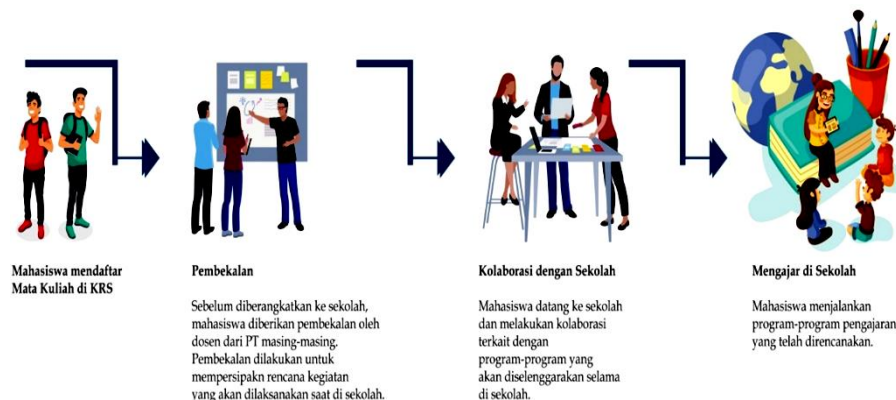 Mahasiswa mendaftar
Mata Kuliah di KRS
Pembekalan
Sebelum diberangkatkan ke sekolah,
mahasiswa diberikan pembekalan oleh
dosen dari PT masing-masing.
Pembekalan dilakukan untuk
mempersipakn rencana kegiatan
yang akan dilaksanakan saat di sekolah.
Kolaborasi dengan Sekolah
Mahasiswa datang ke sekolah
dan melakukan kolaborasi
terkait dengan
program-program yang
akan diselenggarakan selama
di sekolah.
Mengajar di Sekolah
Mahasiswa menjalankan
program-program pengajaran
yang telah direncanakan.